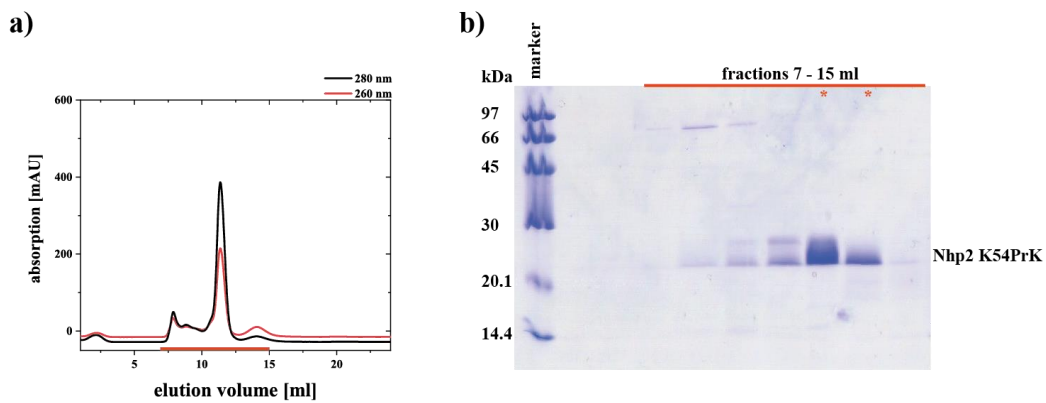 a)
280 nm
260 nm
600
400
200
0
absorption [mAU]
5 10 15 20
elution volume [ml]
b)
marker
kDa
fractions 7 - 15 ml
* *
97
66
45
30
20.1
14.4
Nhp2 K54PrK